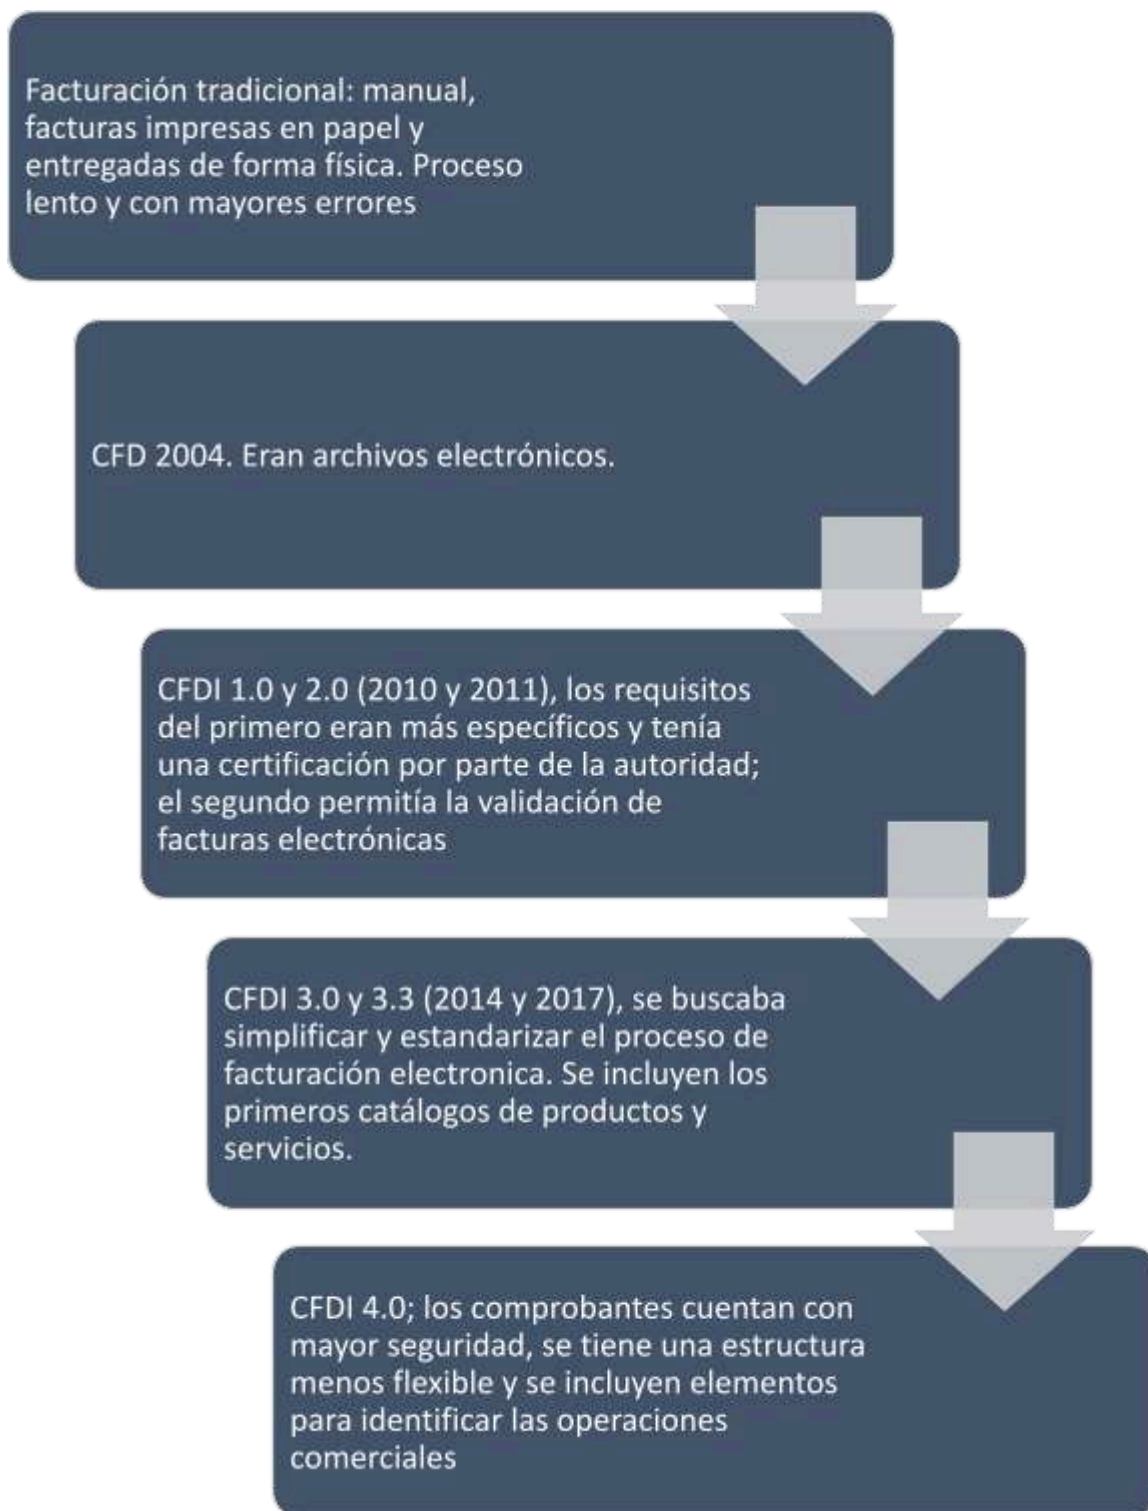 Facturación tradicional: manual,
facturas impresas en papel y
entregadas de forma física. Proceso
lento y con mayores errores
CFD 2004. Eran archivos electrónicos.
CFDI 1.0 y 2.0 (2010 y 2011), los requisitos
del primero eran más específicos y tenía
una certificación por parte de la autoridad;
el segundo permitía la validación de
facturas electrónicas
CFDI 3.0 y 3.3 (2014 y 2017), se buscaba
simplificar y estandarizar el proceso de
facturación electronica. Se incluyen los
primeros catálogos de productos y
servicios.
CFDI 4.0; los comprobantes cuentan con
mayor seguridad, se tiene una estructura
menos flexible y se incluyen elementos
para identificar las operaciones
comerciales